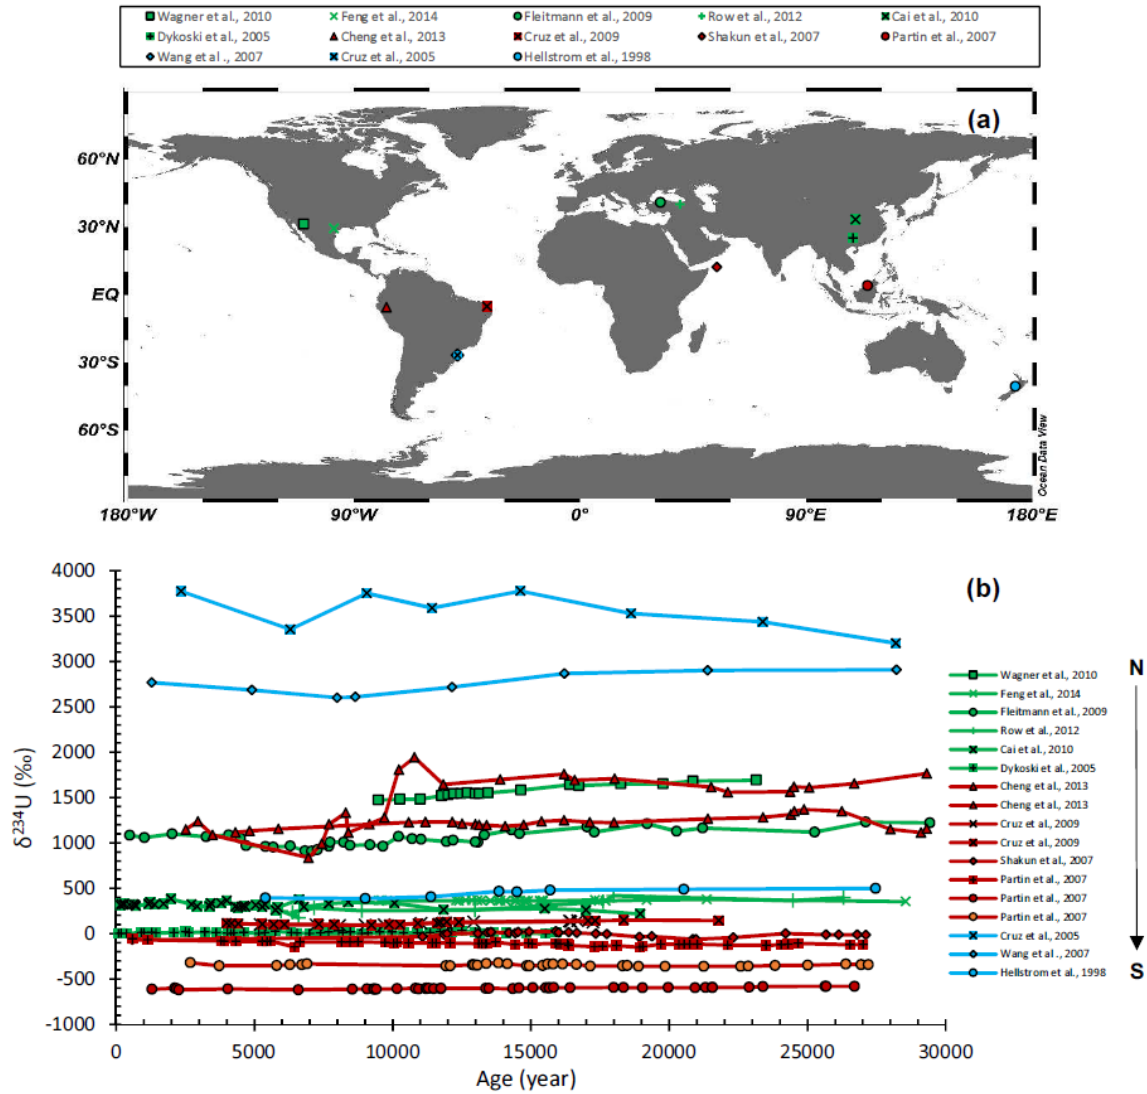 Wagner et al., 2010 Feng et al., 2014 Fleitmann et al., 2009 Row et al., 2012 Cai et al., 2010
Dykoski et al., 2005 Cheng et al., 2013 Cruz et al., 2009 Shakun et al., 2007 Partin et al., 2007
Wang et al ., 2007 Cruz et al., 2005 Hellstrom et al., 1998
(a)
60°N
30°N
EQ
30°S
60°S
Ocean Data View
180°W 90°W 0° 90°E 180°E
(b)
4000
3500
3000
2500
2000
1500
1000
500
0
-500
-1000
δ²³⁴U (‰)
0 5000 10000 15000 20000 25000 30000
Age (year)
N
Wagner et al., 2010
Feng et al., 2014
Fleitmann et al., 2009
Row et al., 2012
Cai et al., 2010
Dykoski et al., 2005
Cheng et al., 2013
Cheng et al., 2013
Cruz et al., 2009
Cruz et al., 2009
Shakun et al., 2007
Partin et al., 2007
Partin et al., 2007
Partin et al., 2007
Cruz et al., 2005
Wang et al., 2007
Hellstrom et al., 1998
S